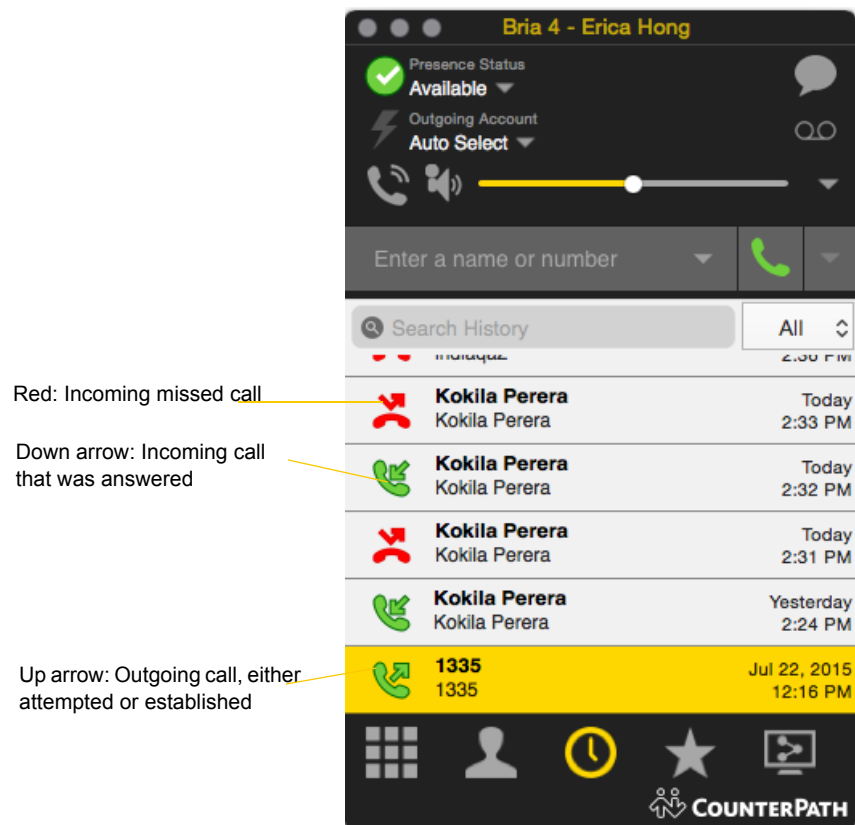 Bria 4 - Erica Hong
Presence Status
Available
Outgoing Account
Auto Select
Enter a name or number
Search History
All
2:36 PM
Red: Incoming missed call
Kokila Perera
Today
Kokila Perera
2:33 PM
Down arrow: Incoming call
that was answered
Kokila Perera
Today
Kokila Perera
2:32 PM
Kokila Perera
Today
Kokila Perera
2:31 PM
Kokila Perera
Yesterday
Kokila Perera
2:24 PM
Up arrow: Outgoing call, either
attempted or established
1335
Jul 22, 2015
1335
12:16 PM
COUNTERPATH